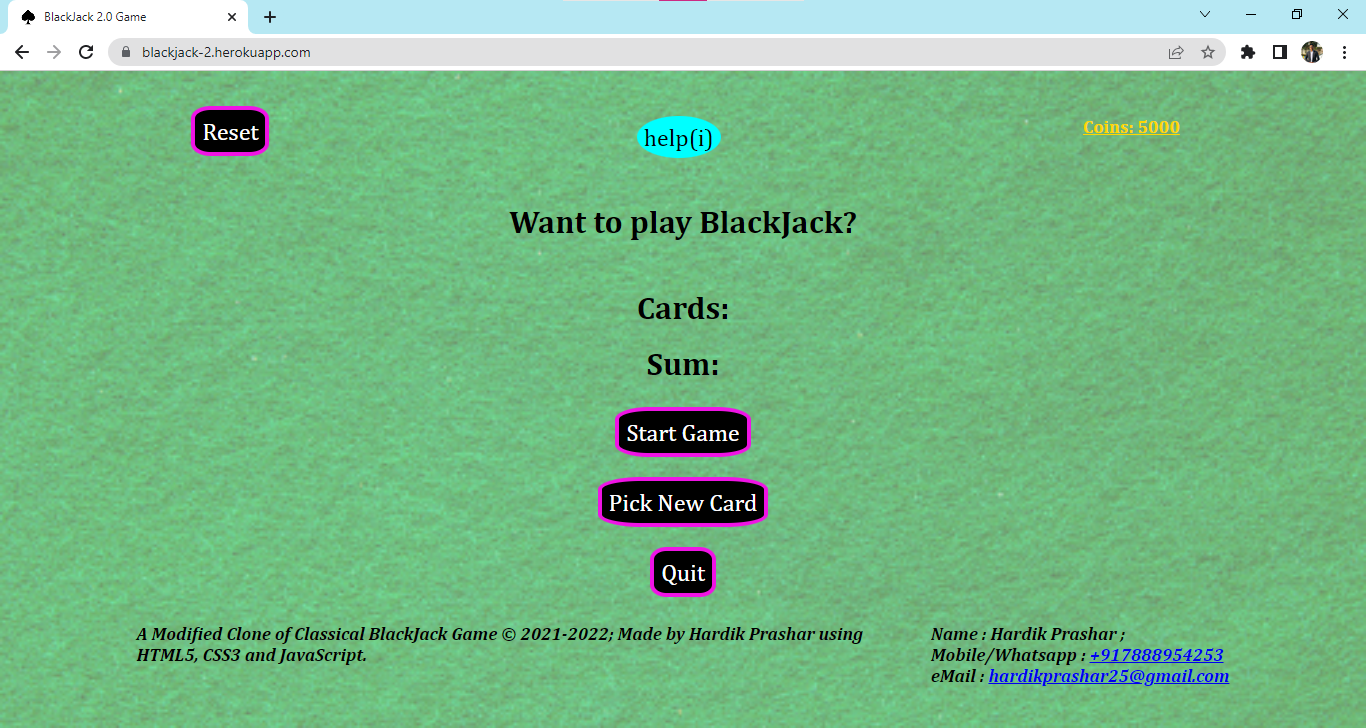 BlackJack 2.0 Game
blackjack-2.herokuapp.com
Reset
help(i)
Coins: 5000
Want to play BlackJack?
Cards:
Sum:
Start Game
Pick New Card
Quit
A Modified Clone of Classical BlackJack Game © 2021-2022; Made by Hardik Prashar using
HTML5, CSS3 and JavaScript.
Name : Hardik Prashar ;
Mobile/Whatsapp : +917888954253
eMail : hardikprashar25@gmail.com